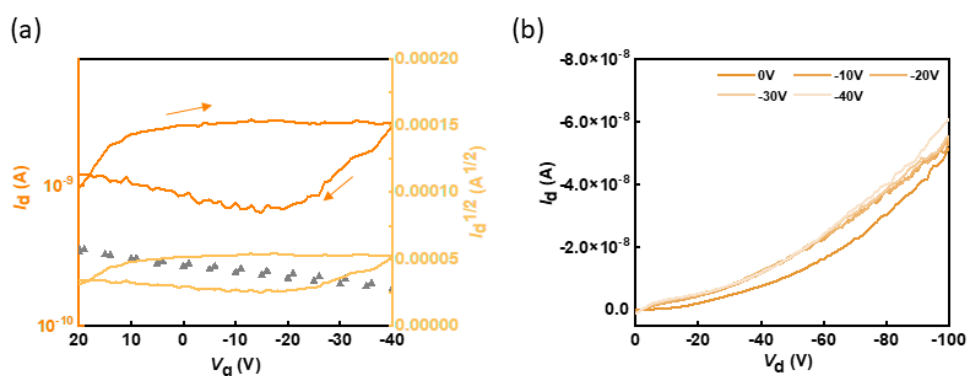 (a)
I_d (A)
10^-9
10^-10
20 10 0 -10 -20 -30 -40
V_g (V)
0.00020
0.00015
0.00010
0.00005
0.00000
I_d^1/2 (A^1/2)
(b)
I_d (A)
-8.0×10^-8
-6.0×10^-8
-4.0×10^-8
-2.0×10^-8
0.0
0V -10V -20V
-30V -40V
0 -20 -40 -60 -80 -100
V_d (V)